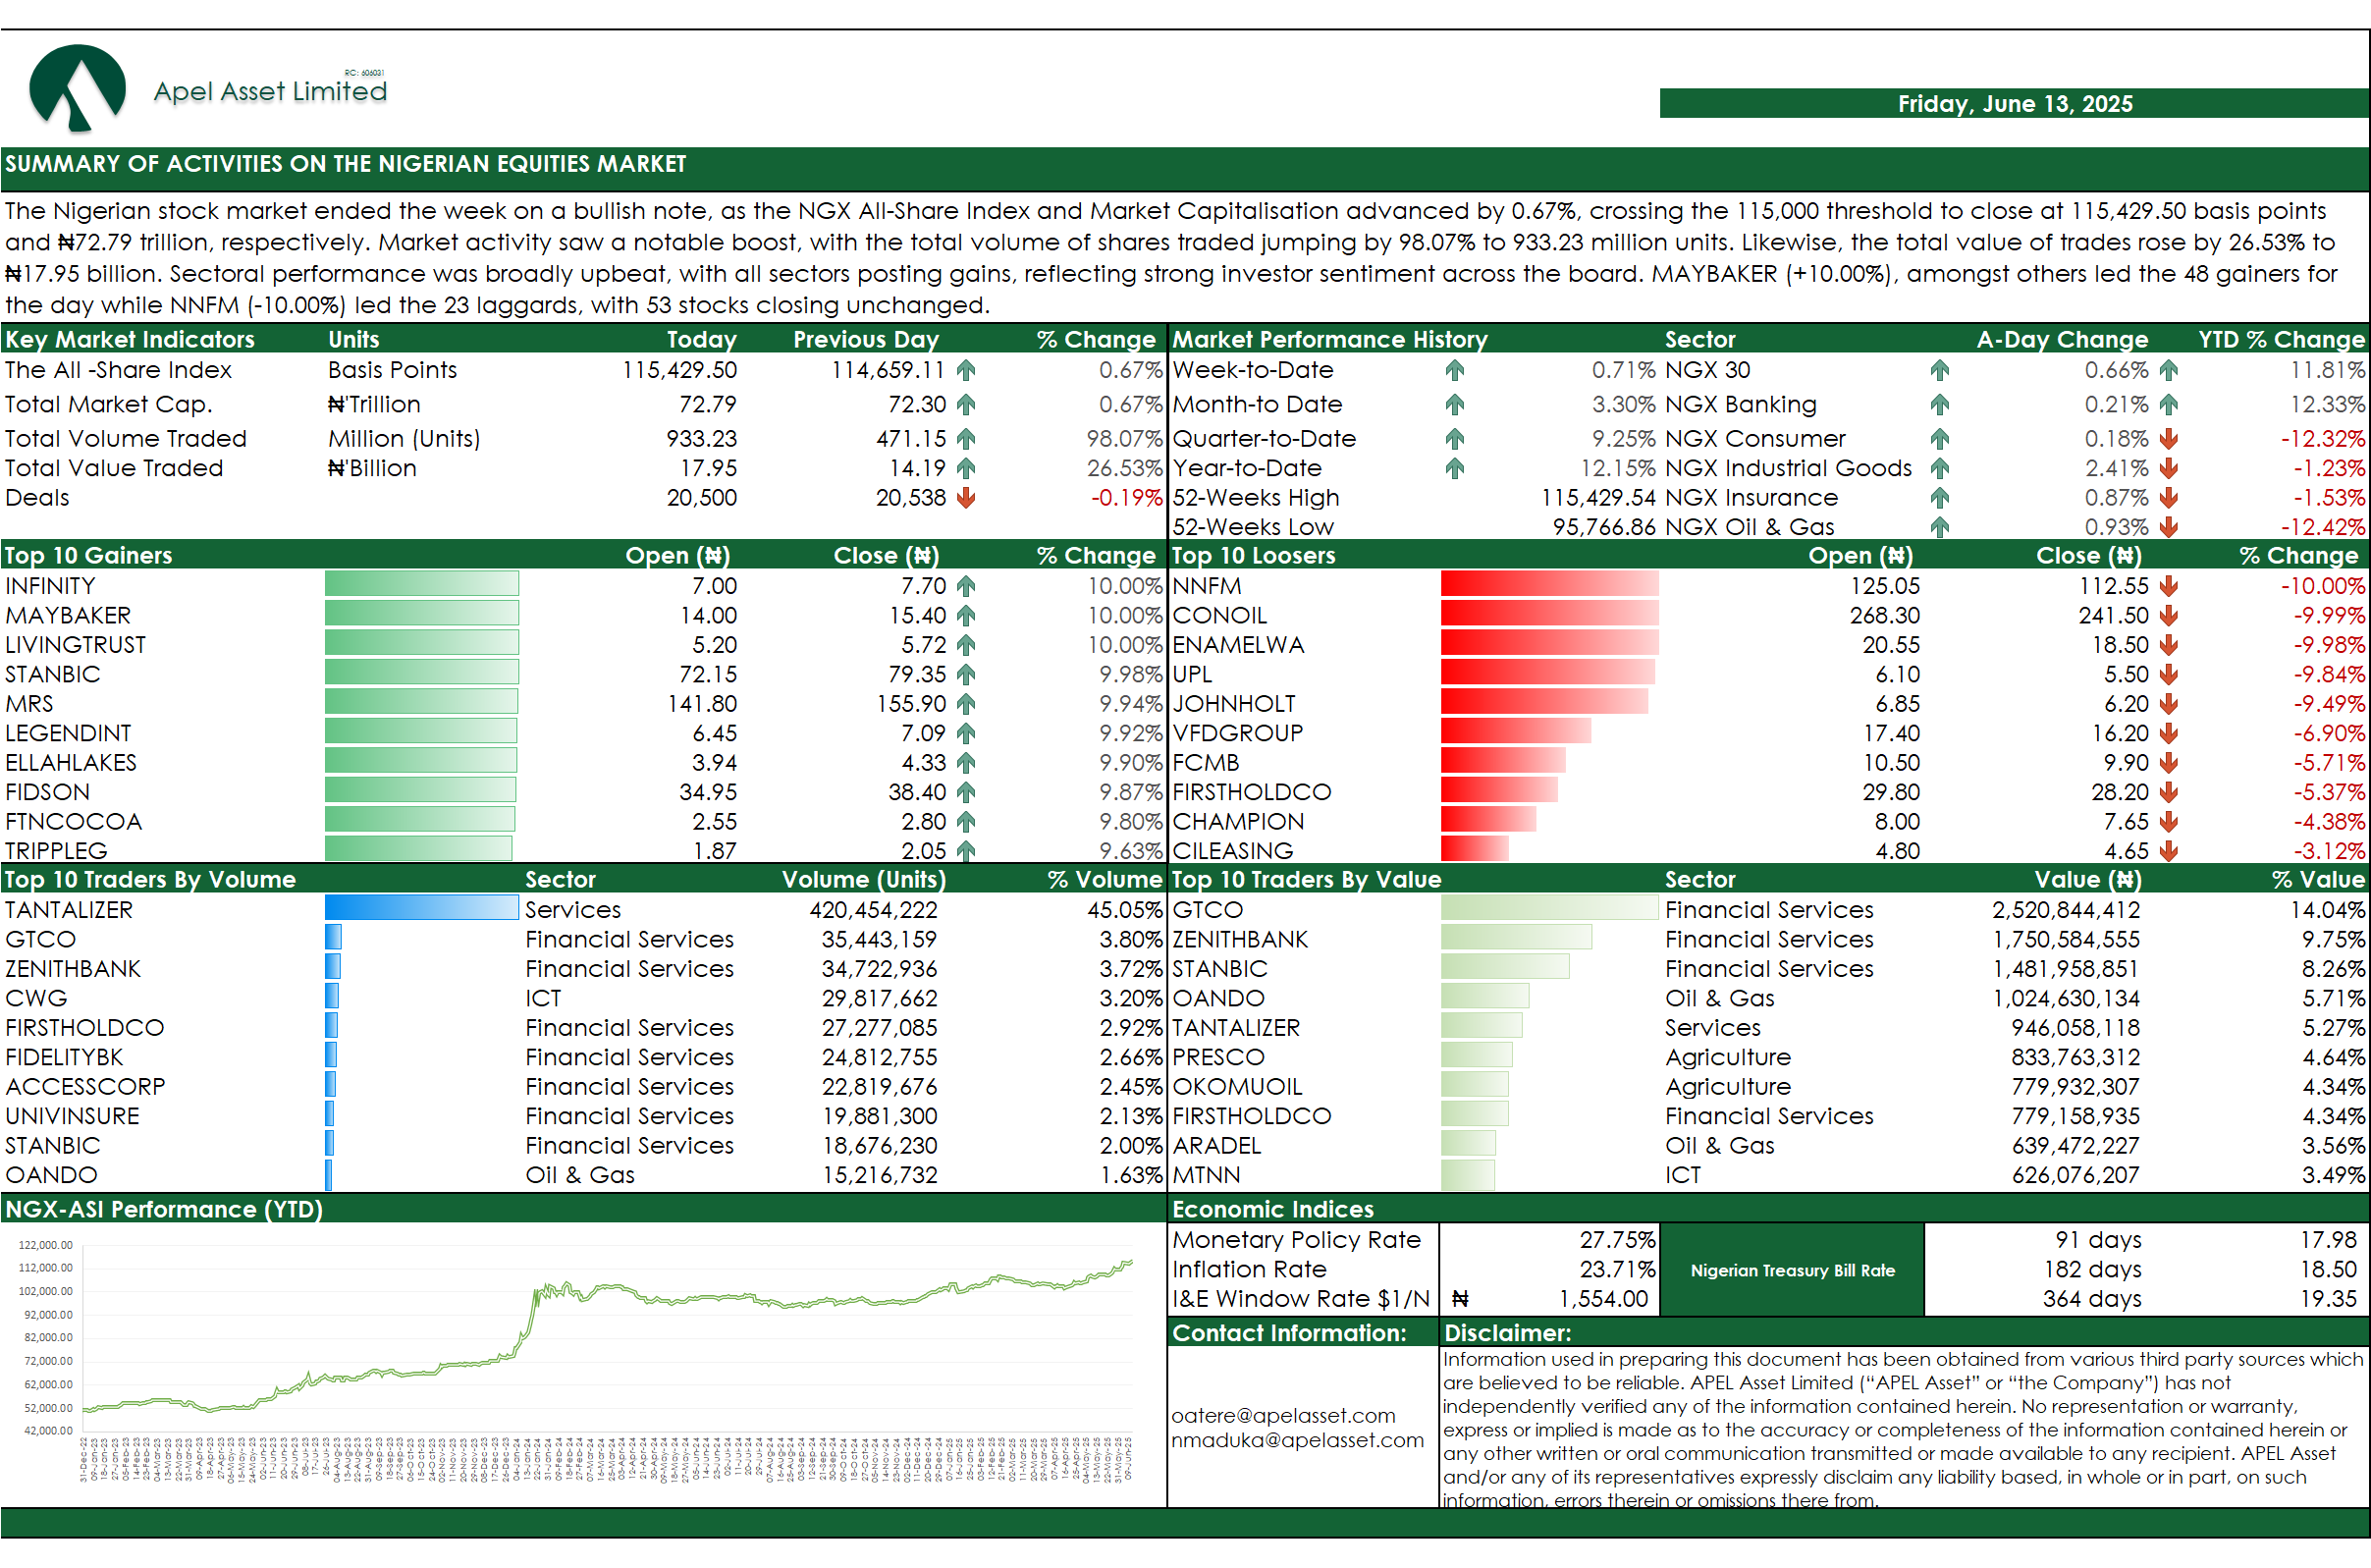 RC: 606031
Apel Asset Limited
Friday, June 13, 2025
SUMMARY OF ACTIVITIES ON THE NIGERIAN EQUITIES MARKET
The Nigerian stock market ended the week on a bullish note, as the NGX All-Share Index and Market Capitalisation advanced by 0.67%, crossing the 115,000 threshold to close at 115,429.50 basis points
and ₦72.79 trillion, respectively. Market activity saw a notable boost, with the total volume of shares traded jumping by 98.07% to 933.23 million units. Likewise, the total value of trades rose by 26.53% to
₦17.95 billion. Sectoral performance was broadly upbeat, with all sectors posting gains, reflecting strong investor sentiment across the board. MAYBAKER (+10.00%), amongst others led the 48 gainers for
the day while NNFM (-10.00%) led the 23 laggards, with 53 stocks closing unchanged.
Key Market Indicators Units Today Previous Day % Change
The All -Share Index Basis Points 115,429.50 114,659.11 0.67%
Total Market Cap. ₦'Trillion 72.79 72.30 0.67%
Total Volume Traded Million (Units) 933.23 471.15 98.07%
Total Value Traded ₦'Billion 17.95 14.19 26.53%
Deals 20,500 20,538 -0.19%
Market Performance History Sector A-Day Change YTD % Change
Week-to-Date 0.71% NGX 30 0.66% 11.81%
Month-to Date 3.30% NGX Banking 0.21% 12.33%
Quarter-to-Date 9.25% NGX Consumer 0.18% -12.32%
Year-to-Date 12.15% NGX Industrial Goods 2.41% -1.23%
52-Weeks High 115,429.54 NGX Insurance 0.87% -1.53%
52-Weeks Low 95,766.86 NGX Oil & Gas 0.93% -12.42%
Top 10 Gainers Open (₦) Close (₦) % Change
INFINITY 7.00 7.70 10.00%
MAYBAKER 14.00 15.40 10.00%
LIVINGTRUST 5.20 5.72 10.00%
STANBIC 72.15 79.35 9.98%
MRS 141.80 155.90 9.94%
LEGENDINT 6.45 7.09 9.92%
ELLAHLAKES 3.94 4.33 9.90%
FIDSON 34.95 38.40 9.87%
FTNCOCOA 2.55 2.80 9.80%
TRIPPLEG 1.87 2.05 9.63%
Top 10 Loosers Open (₦) Close (₦) % Change
NNFM 125.05 112.55 -10.00%
CONOIL 268.30 241.50 -9.99%
ENAMELWA 20.55 18.50 -9.98%
UPL 6.10 5.50 -9.84%
JOHNHOLT 6.85 6.20 -9.49%
VFDGROUP 17.40 16.20 -6.90%
FCMB 10.50 9.90 -5.71%
FIRSTHOLDCO 29.80 28.20 -5.37%
CHAMPION 8.00 7.65 -4.38%
CILEASING 4.80 4.65 -3.12%
Top 10 Traders By Volume Sector Volume (Units) % Volume
TANTALIZER Services 420,454,222 45.05%
GTCO Financial Services 35,443,159 3.80%
ZENITHBANK Financial Services 34,722,936 3.72%
CWG ICT 29,817,662 3.20%
FIRSTHOLDCO Financial Services 27,277,085 2.92%
FIDELITYBK Financial Services 24,812,755 2.66%
ACCESSCORP Financial Services 22,819,676 2.45%
UNIVINSURE Financial Services 19,881,300 2.13%
STANBIC Financial Services 18,676,230 2.00%
OANDO Oil & Gas 15,216,732 1.63%
Top 10 Traders By Value Sector Value (₦) % Value
GTCO Financial Services 2,520,844,412 14.04%
ZENITHBANK Financial Services 1,750,584,555 9.75%
STANBIC Financial Services 1,481,958,851 8.26%
OANDO Oil & Gas 1,024,630,134 5.71%
TANTALIZER Services 946,058,118 5.27%
PRESCO Agriculture 833,763,312 4.64%
OKOMUOIL Agriculture 779,932,307 4.34%
FIRSTHOLDCO Financial Services 779,158,935 4.34%
ARADEL Oil & Gas 639,472,227 3.56%
MTNN ICT 626,076,207 3.49%
NGX-ASI Performance (YTD)
122,000.00
112,000.00
102,000.00
92,000.00
82,000.00
72,000.00
62,000.00
52,000.00
42,000.00
Economic Indices
Monetary Policy Rate 27.75%
Inflation Rate 23.71%
I&E Window Rate $1/N ₦ 1,554.00
Nigerian Treasury Bill Rate
91 days 17.98
182 days 18.50
364 days 19.35
Contact Information:
oatere@apelasset.com
nmaduka@apelasset.com
Disclaimer:
Information used in preparing this document has been obtained from various third party sources which
are believed to be reliable. APEL Asset Limited (“APEL Asset” or “the Company”) has not
independently verified any of the information contained herein. No representation or warranty,
express or implied is made as to the accuracy or completeness of the information contained herein or
any other written or oral communication transmitted or made available to any recipient. APEL Asset
and/or any of its representatives expressly disclaim any liability based, in whole or in part, on such
information, errors therein or omissions there from.